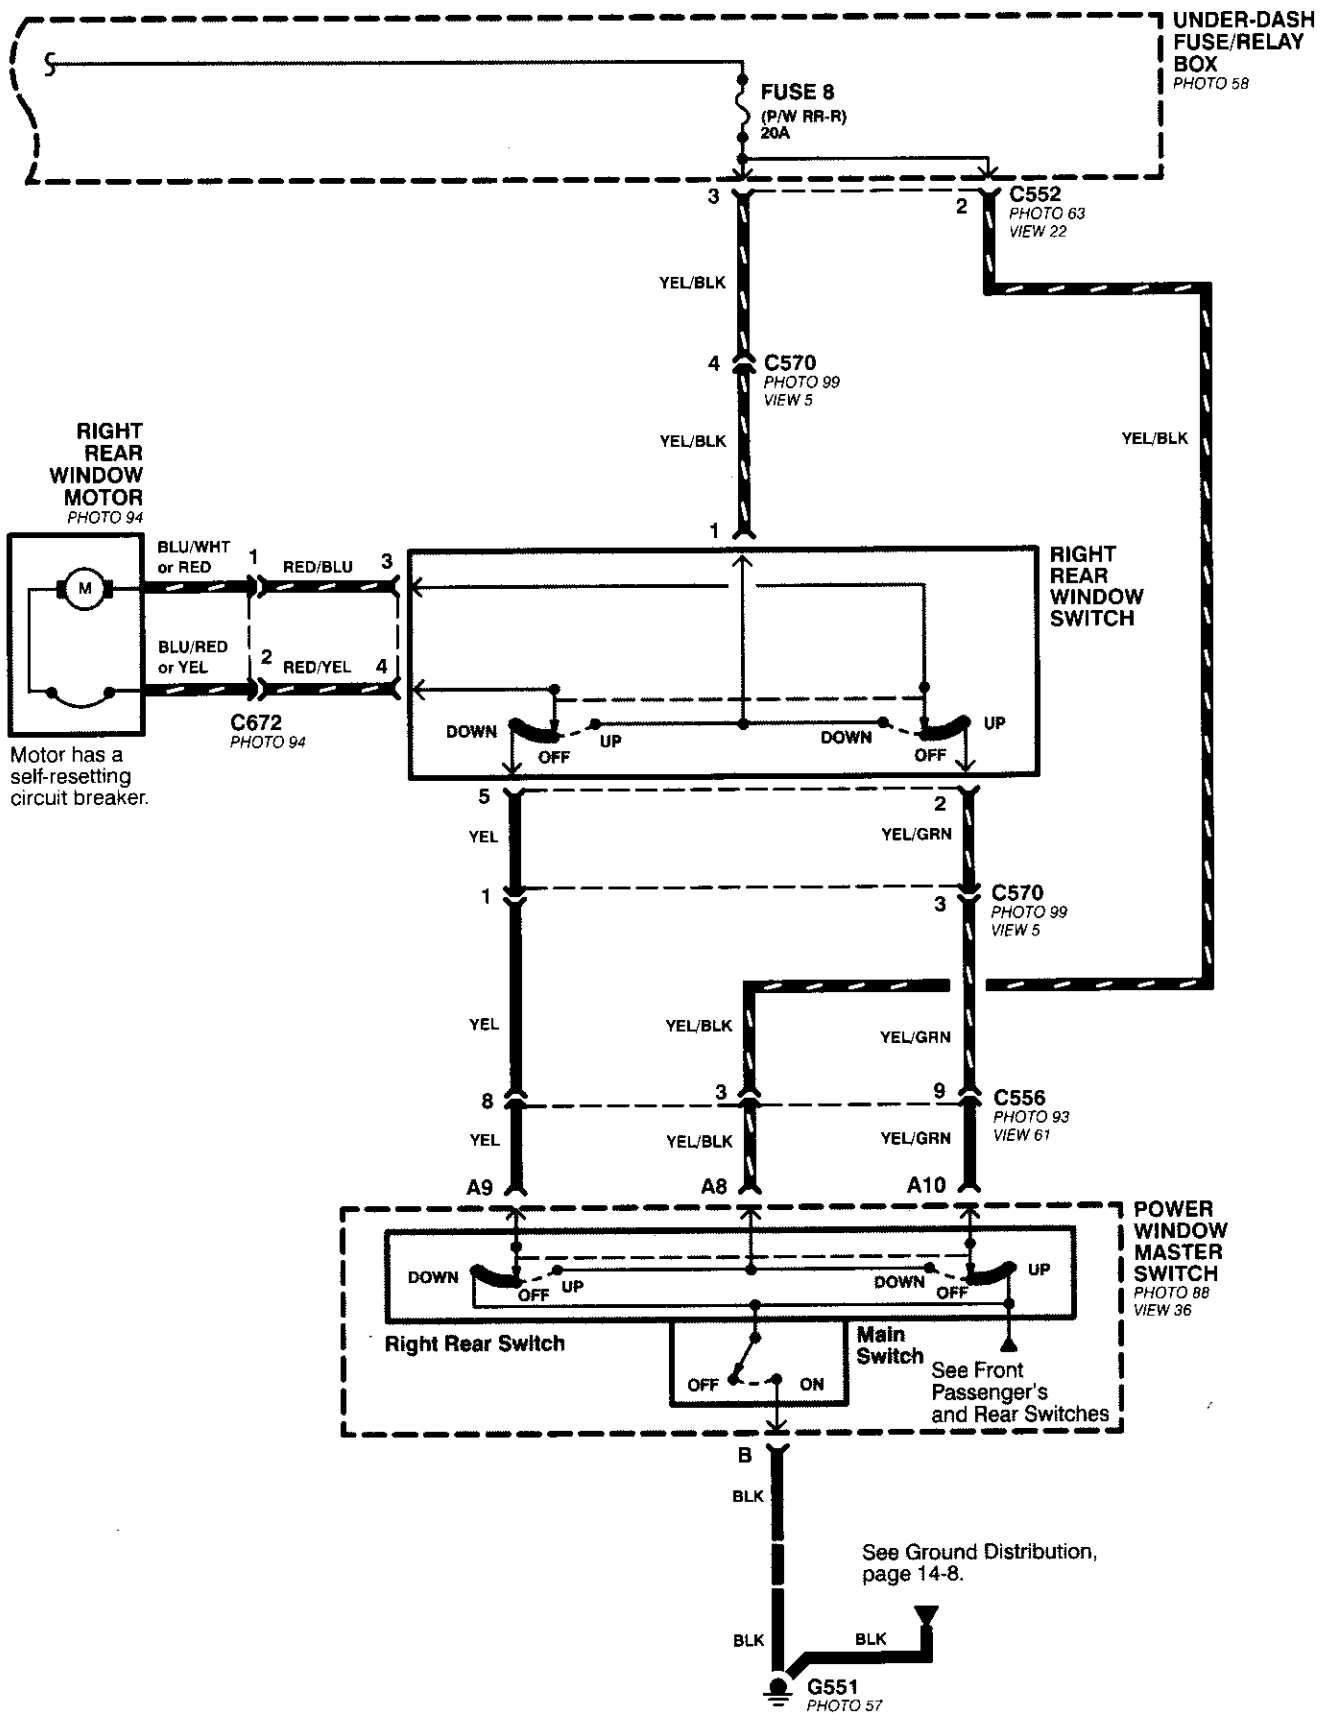 UNDER-DASH
FUSE/RELAY
BOX
PHOTO 58
FUSE 8
(P/W RR-R)
20A
3
2
C552
PHOTO 63
VIEW 22
YEL/BLK
4
C570
PHOTO 99
VIEW 5
YEL/BLK
YEL/BLK
RIGHT
REAR
WINDOW
MOTOR
PHOTO 94
1
BLU/WHT
or RED
1
RED/BLU
3
M
BLU/RED
or YEL
2
RED/YEL
4
C672
PHOTO 94
Motor has a
self-resetting
circuit breaker.
RIGHT
REAR
WINDOW
SWITCH
DOWN
OFF
UP
DOWN
OFF
UP
5
2
YEL
YEL/GRN
1
3
C570
PHOTO 99
VIEW 5
YEL
YEL/BLK
YEL/GRN
8
3
9
C556
PHOTO 93
VIEW 61
YEL
YEL/BLK
YEL/GRN
A9
A8
A10
POWER
WINDOW
MASTER
SWITCH
PHOTO 88
VIEW 36
DOWN
OFF
UP
DOWN
OFF
UP
Right Rear Switch
Main
Switch
OFF
ON
See Front
Passenger's
and Rear Switches
B
BLK
See Ground Distribution,
page 14-8.
BLK
BLK
G551
PHOTO 57